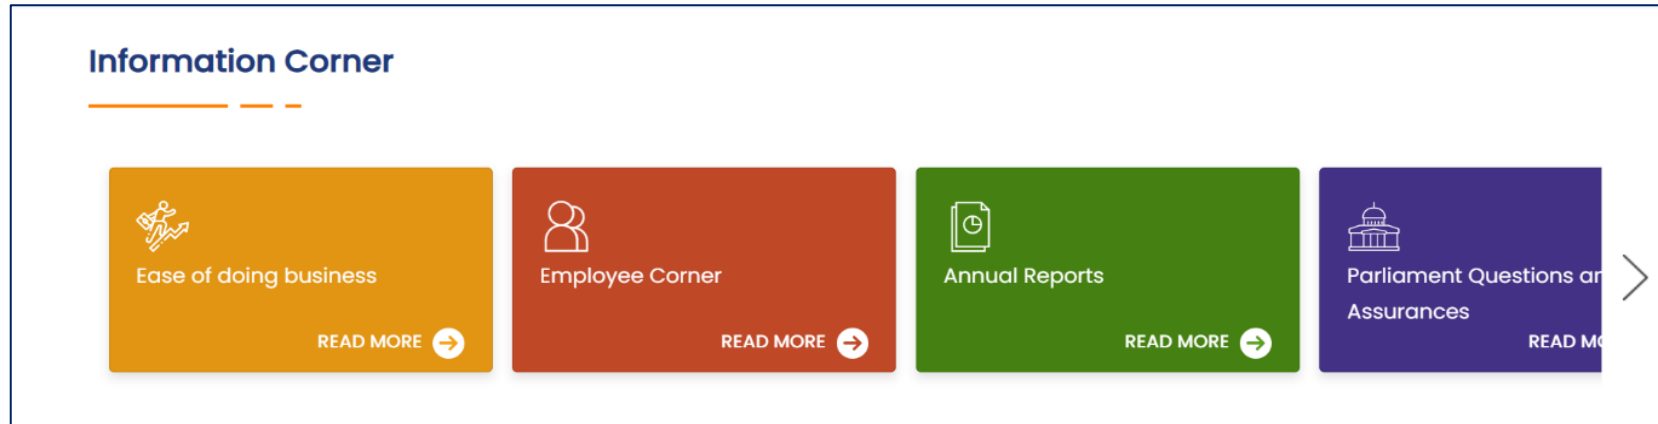 Information Corner
Ease of doing business
READ MORE
Employee Corner
READ MORE
Annual Reports
READ MORE
Parliament Questions
Assurances
READ